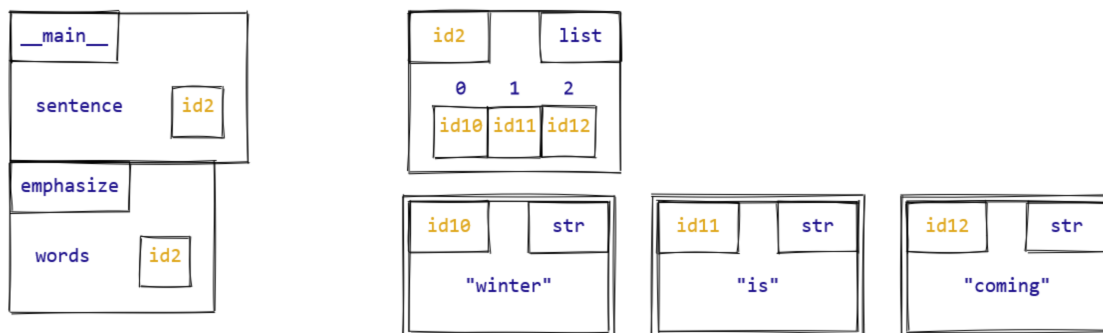 __main__
sentence id2
emphasize
words id2
id2 list
0 1 2
id10 id11 id12
id10 str
"winter"
id11 str
"is"
id12 str
"coming"